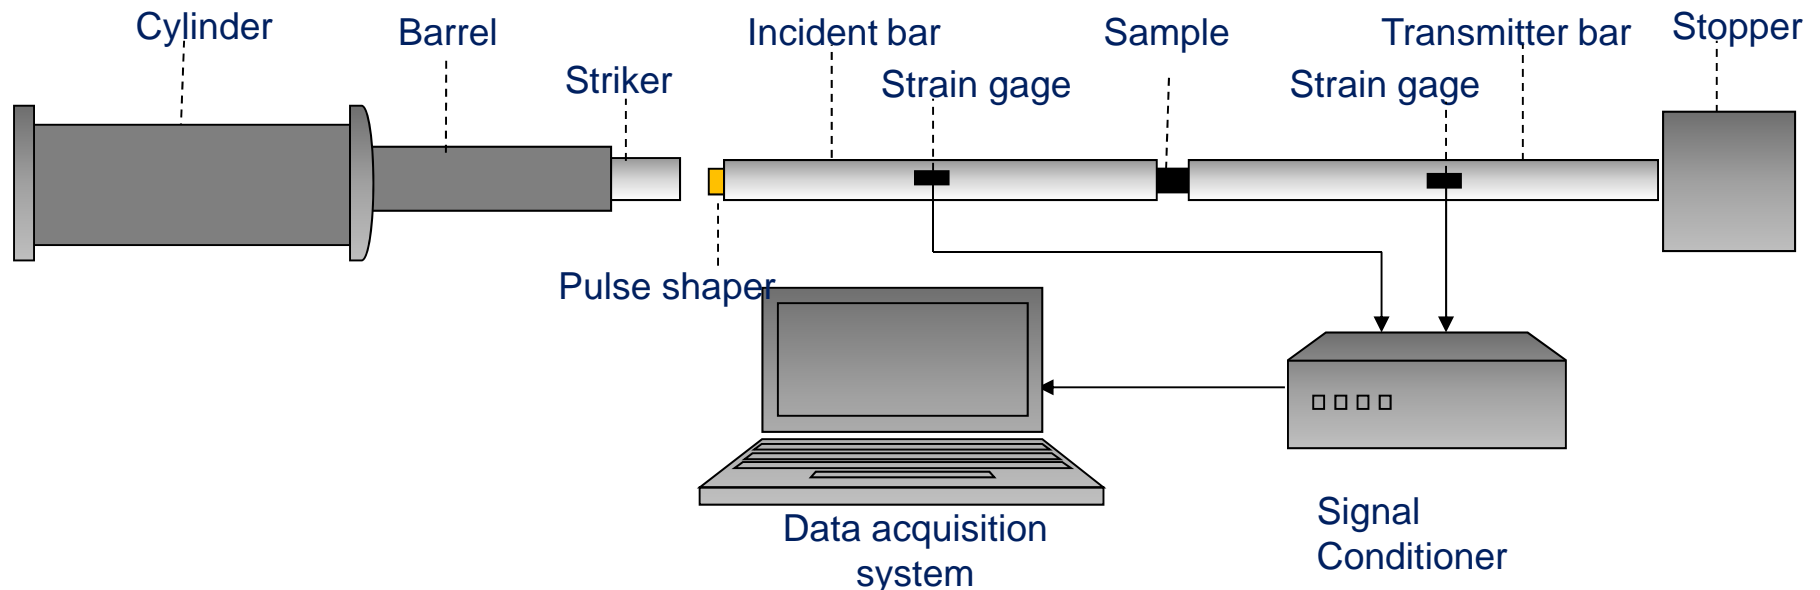 Cylinder
Barrel
Striker
Incident bar
Strain gage
Sample
Transmitter bar
Strain gage
Stopper
Pulse shaper
Data acquisition
system
Signal
Conditioner